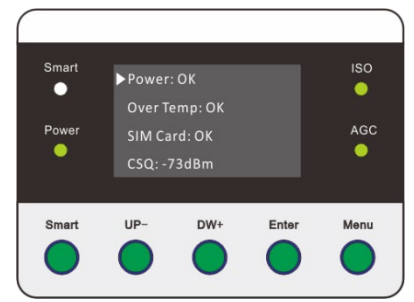 Smart
ISO
Power: OK
Over Temp: OK
Power
AGC
SIM Card: OK
CSQ: -73dBm
Smart
UP-
DW+
Enter
Menu